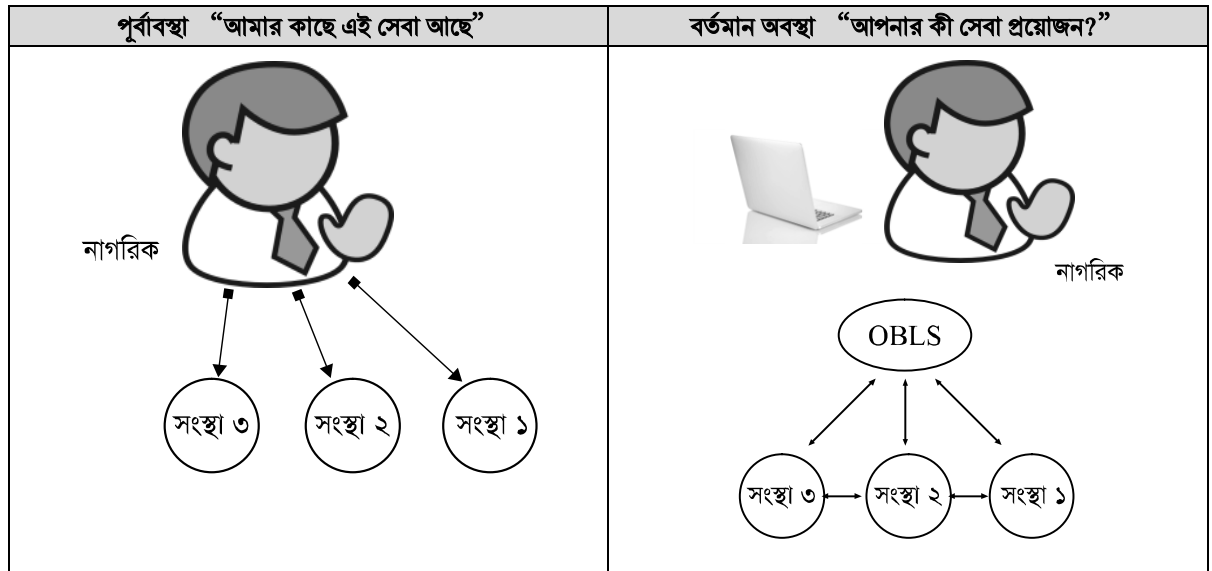 পূর্বাবস্থা “আমার কাছে এই সেবা আছে”
নাগরিক
সংস্থা ৩ সংস্থা ২ সংস্থা ১
বর্তমান অবস্থা “আপনার কী সেবা প্রয়োজন?”
নাগরিক
OBLS
সংস্থা ৩ সংস্থা ২ সংস্থা ১